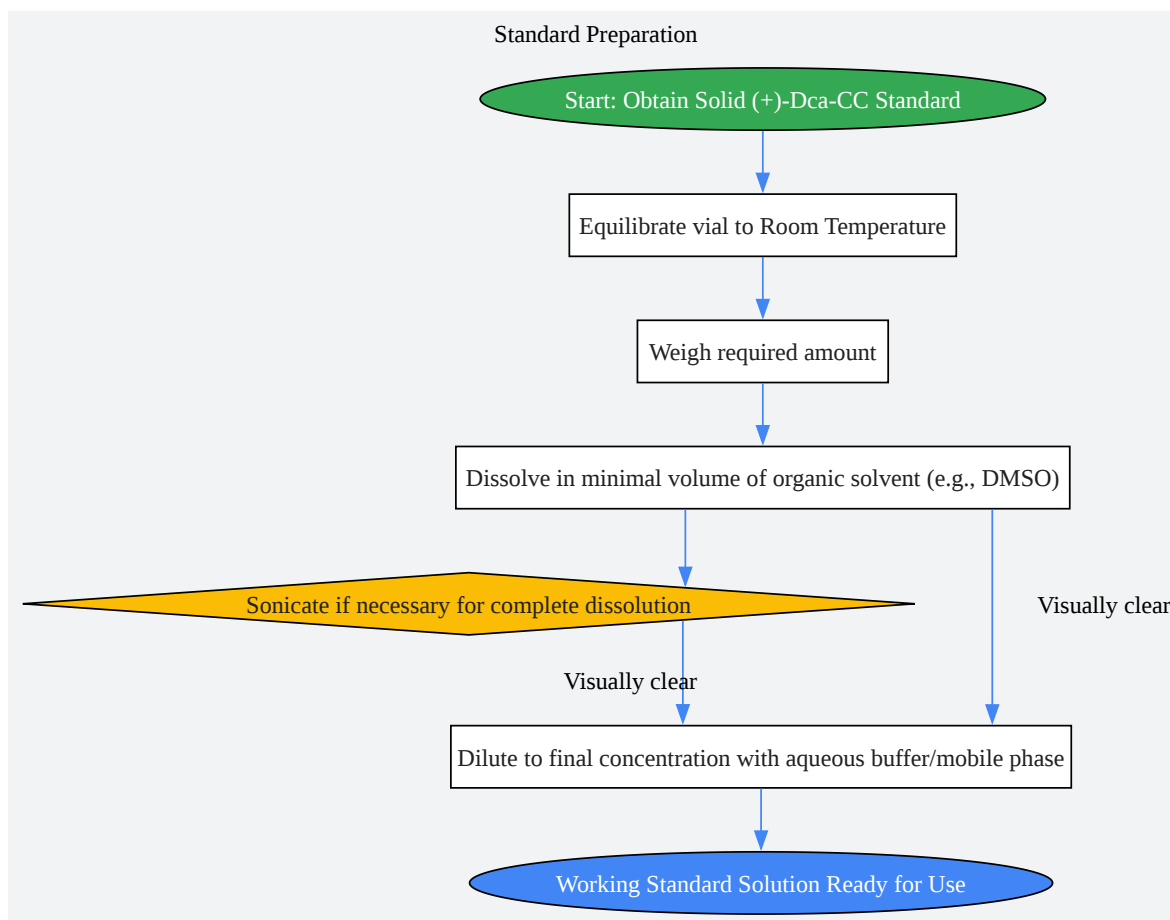 Standard Preparation
Start: Obtain Solid (+)-Dca-CC Standard
Equilibrate vial to Room Temperature
Weigh required amount
Dissolve in minimal volume of organic solvent (e.g., DMSO)
Sonicate if necessary for complete dissolution
Visually clear
Visually clear
Dilute to final concentration with aqueous buffer/mobile phase
Working Standard Solution Ready for Use